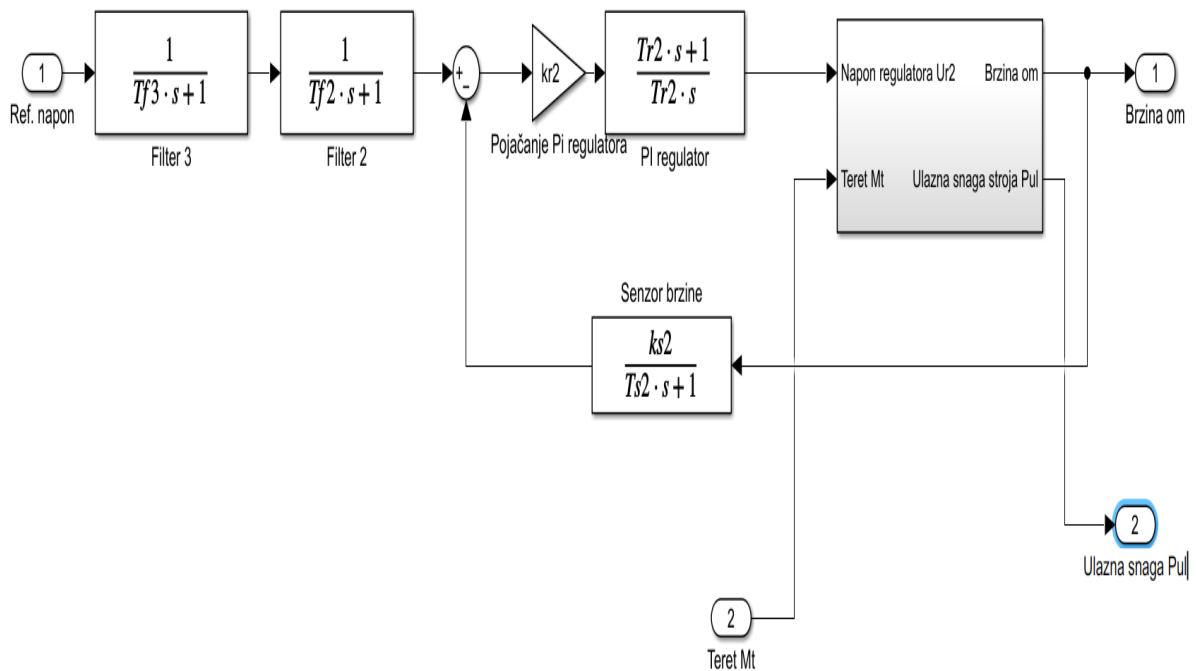 1
Ref. napon
1
Tf3 · s + 1
Filter 3
1
Tf2 · s + 1
Filter 2
+
−
kr2
Pojačanje Pi regulatora
Tr2 · s + 1
Tr2 · s
PI regulator
Napon regulatora Ur2
Brzina om
Teret Mt
Ulazna snaga stroja Pul
1
Brzina om
Senzor brzine
ks2
Ts2 · s + 1
2
Ulazna snaga Pul
2
Teret Mt